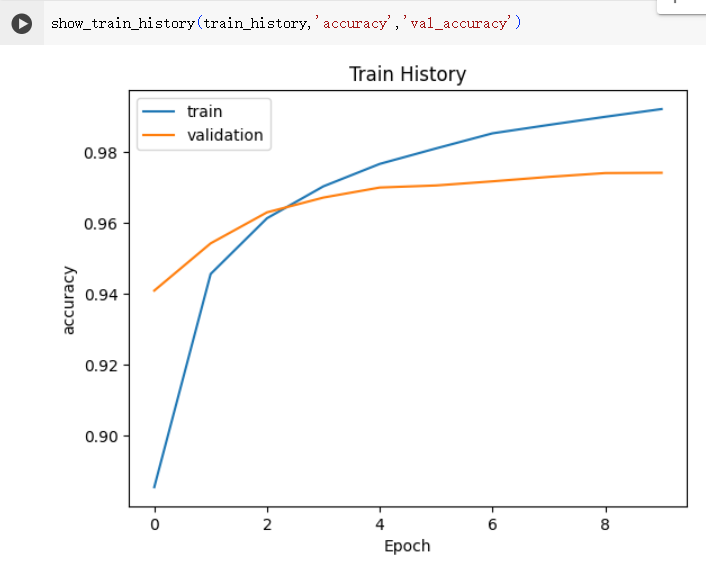 show_train_history(train_history,'accuracy','val_accuracy')
Train History
train
validation
0.98
0.96
0.94
0.92
0.90
accuracy
0 2 4 6 8
Epoch